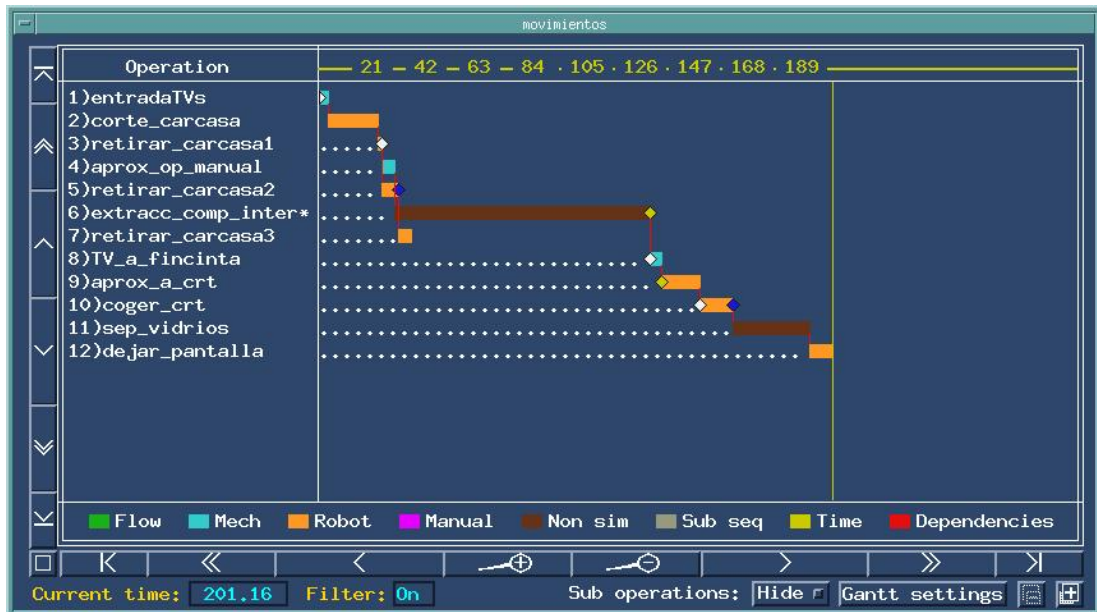 movimientos
Operation 21 42 63 84 105 126 147 168 189
1)entradaTVs
2)corte_carcasa
3)retirar_carcasa1
4)aprox_op_manual
5)retirar_carcasa2
6)extracc_comp_inter*
7)retirar_carcasa3
8)TV_a_fincinta
9)aprox_a_crt
10)coger_crt
11)sep_vidrios
12)dejar_pantalla
Flow Mech Robot Manual Non sim Sub seq Time Dependencies
Current time: 201.16 Filter: On Sub operations: Hide Gantt settings